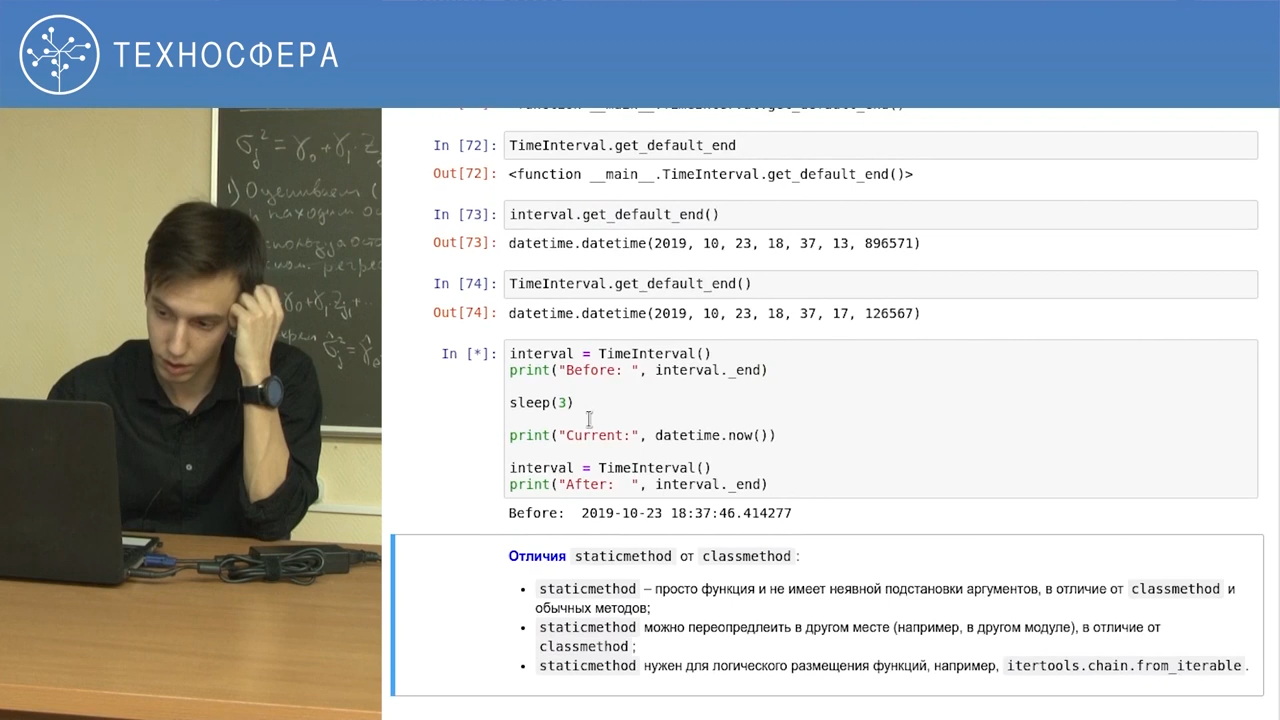 ТЕХНОСФЕРА
In [72]: TimeInterval.get_default_end
Out[72]: <function __main__.TimeInterval.get_default_end()>
In [73]: interval.get_default_end()
Out[73]: datetime.datetime(2019, 10, 23, 18, 37, 13, 896571)
In [74]: TimeInterval.get_default_end()
Out[74]: datetime.datetime(2019, 10, 23, 18, 37, 17, 126567)
In [*]: interval = TimeInterval()
print("Before: ", interval._end)
sleep(3)
print("Current:", datetime.now())
interval = TimeInterval()
print("After:  ", interval._end)
Before:  2019-10-23 18:37:46.414277
Отличия staticmethod от classmethod :
• staticmethod – просто функция и не имеет неявной подстановки аргументов, в отличие от classmethod и
обычных методов;
• staticmethod можно переопредлеить в другом месте (например, в другом модуле), в отличие от
classmethod ;
• staticmethod нужен для логического размещения функций, например, itertools.chain.from_iterable .